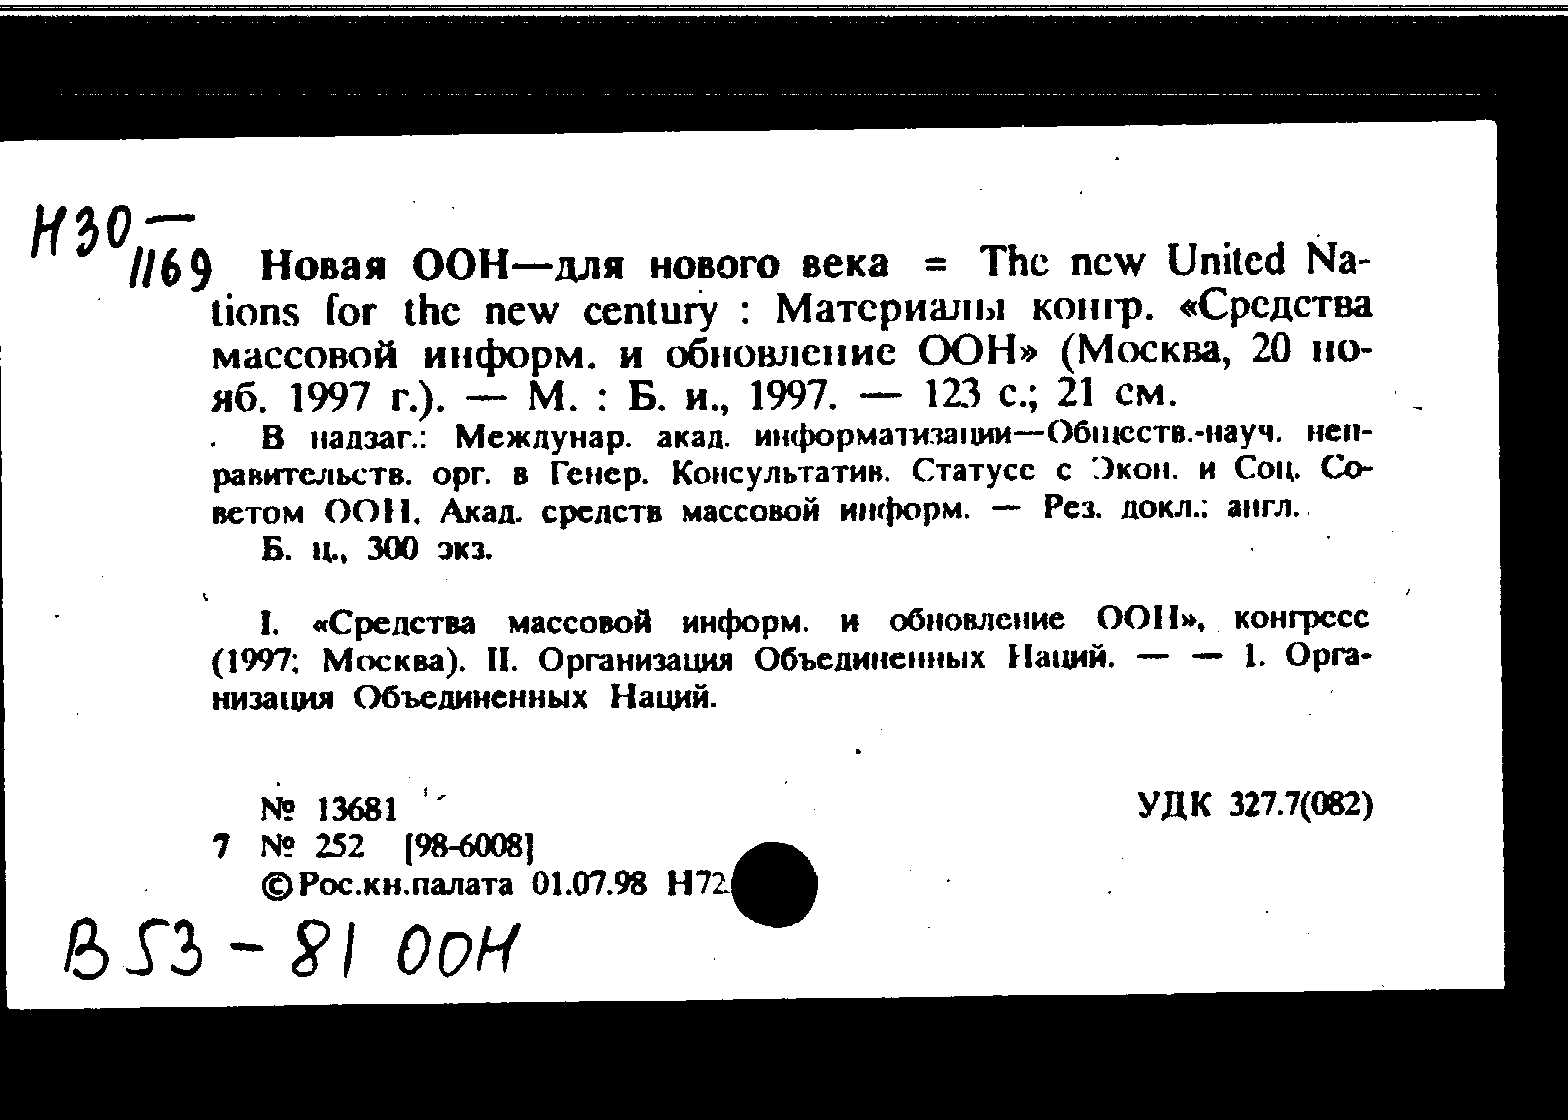 Н30—
1169
Новая ООН—для нового века = The new United Na-
tions for the new century : Материалы конгр. «Средства
массовой информ. и обновление ООН» (Москва, 20 но-
яб. 1997 г.). — М. : Б. и., 1997. — 123 с.; 21 см.
В надзаг.: Междунар. акад. информатизации—Обществ.-науч. неп-
равительств. орг. в Генер. Консультатив. Статусе с Экон. и Соц. Со-
ветом ООН, Акад. средств массовой информ. — Рез. докл.: англ.
Б. ц., 300 экз.
I. «Средства массовой информ. и обновление ООН», конгресс
(1997; Москва). II. Организация Объединенных Наций. — — 1. Орга-
низация Объединенных Наций.
№ 13681 УДК 327.7(082)
7 № 252 [98-6008]
© Рос.кн.палата 01.07.98 Н72
В53-81 ООН